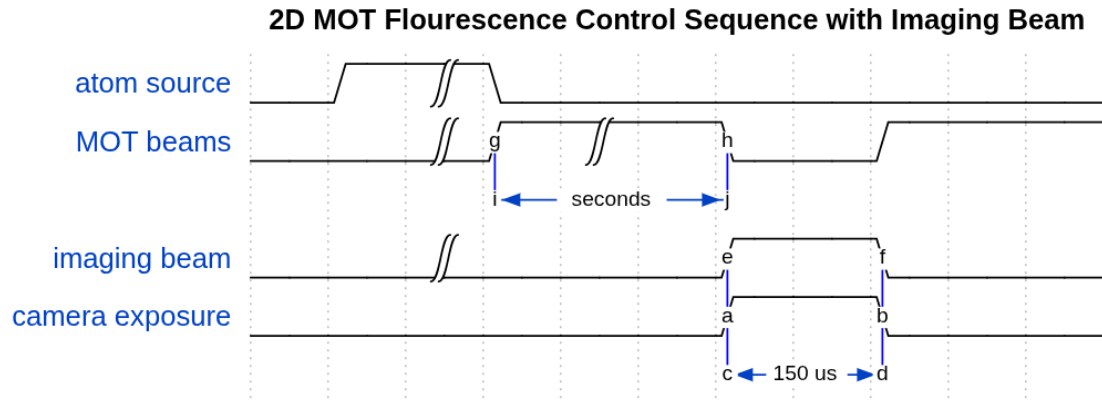 2D MOT Flourescence Control Sequence with Imaging Beam
atom source
MOT beams g h
i seconds j
imaging beam e f
camera exposure a b
c 150 us d